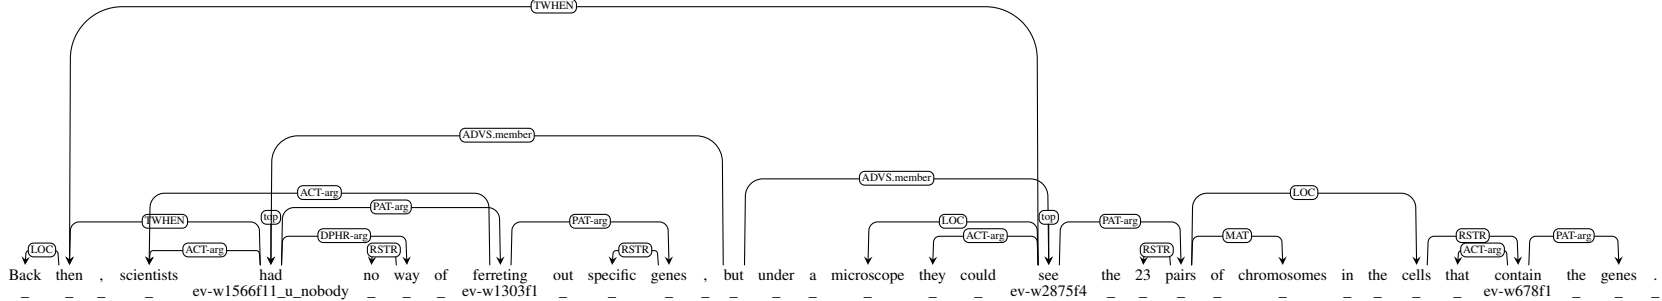 TWHEN
ADVS.member
ADVS.member
ACT-arg LOC
PAT-arg
TWHEN top PAT-arg LOC top PAT-arg
DPHR-arg ACT-arg MAT RSTR PAT-arg
LOC ACT-arg RSTR RSTR RSTR ACT-arg
Back then , scientists had no way of ferreting out specific genes , but under a microscope they could see the 23 pairs of chromosomes in the cells that contain the genes .
_ _ _ _ ev-w1566f11_u_nobody _ _ _ ev-w1303f1 _ _ _ _ _ _ _ _ _ _ ev-w2875f4 _ _ _ _ _ _ _ _ _ ev-w678f1 _ _ _